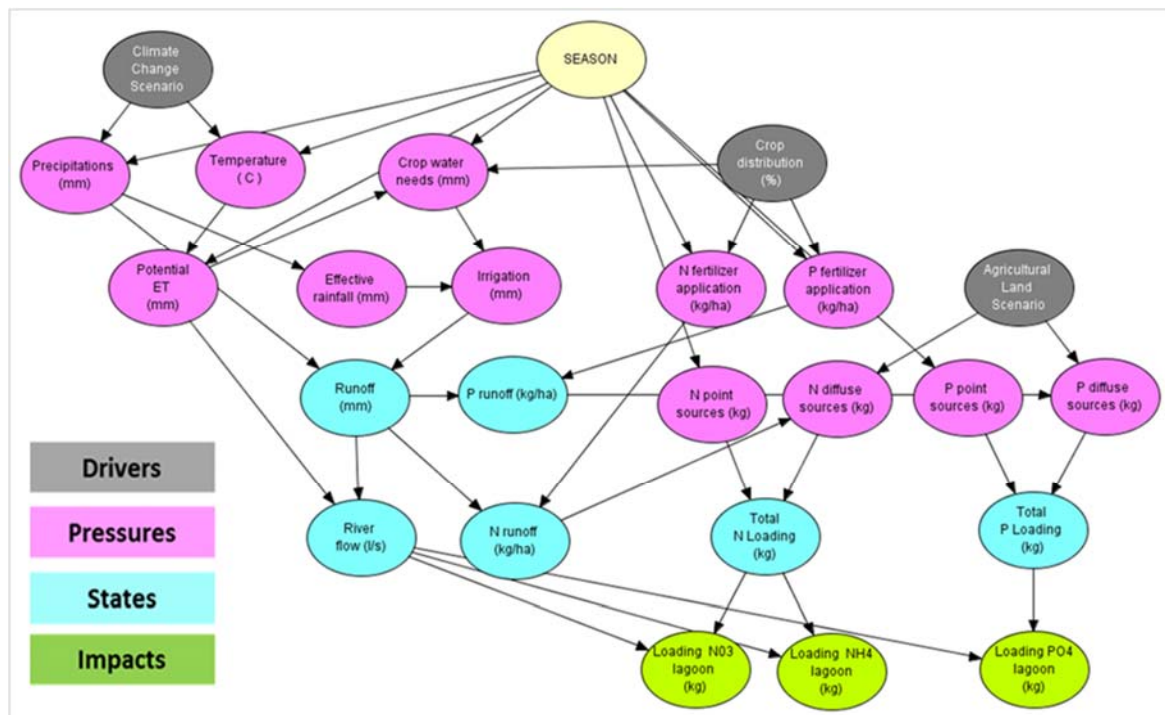 Climate
Change
Scenario
SEASON
Precipitations
(mm)
Temperature
( C )
Crop water
needs (mm)
Crop
distribution
(%)
Potential
ET
(mm)
Effective
rainfall (mm)
Irrigation
(mm)
N fertilizer
application
(kg/ha)
P fertilizer
application
(kg/ha)
Agricultural
Land
Scenario
Runoff
(mm)
P runoff (kg/ha)
N point
sources (kg)
N diffuse
sources (kg)
P point
sources (kg)
P diffuse
sources (kg)
Drivers
Pressures
States
Impacts
River
flow (l/s)
N runoff
(kg/ha)
Total
N Loading
(kg)
Total
P Loading
(kg)
Loading N03
lagoon
(kg)
Loading NH4
lagoon
(kg)
Loading PO4
lagoon
(kg)